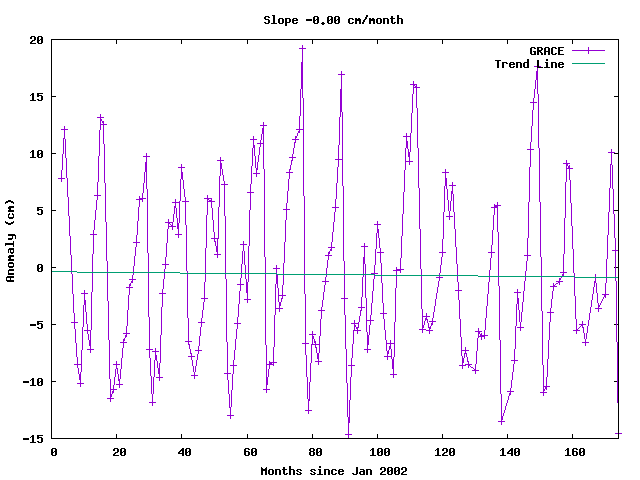 Slope -0.00 cm/month
GRACE
Trend Line
20
15
10
5
0
-5
-10
-15
Anomaly (cm)
0 20 40 60 80 100 120 140 160
Months since Jan 2002